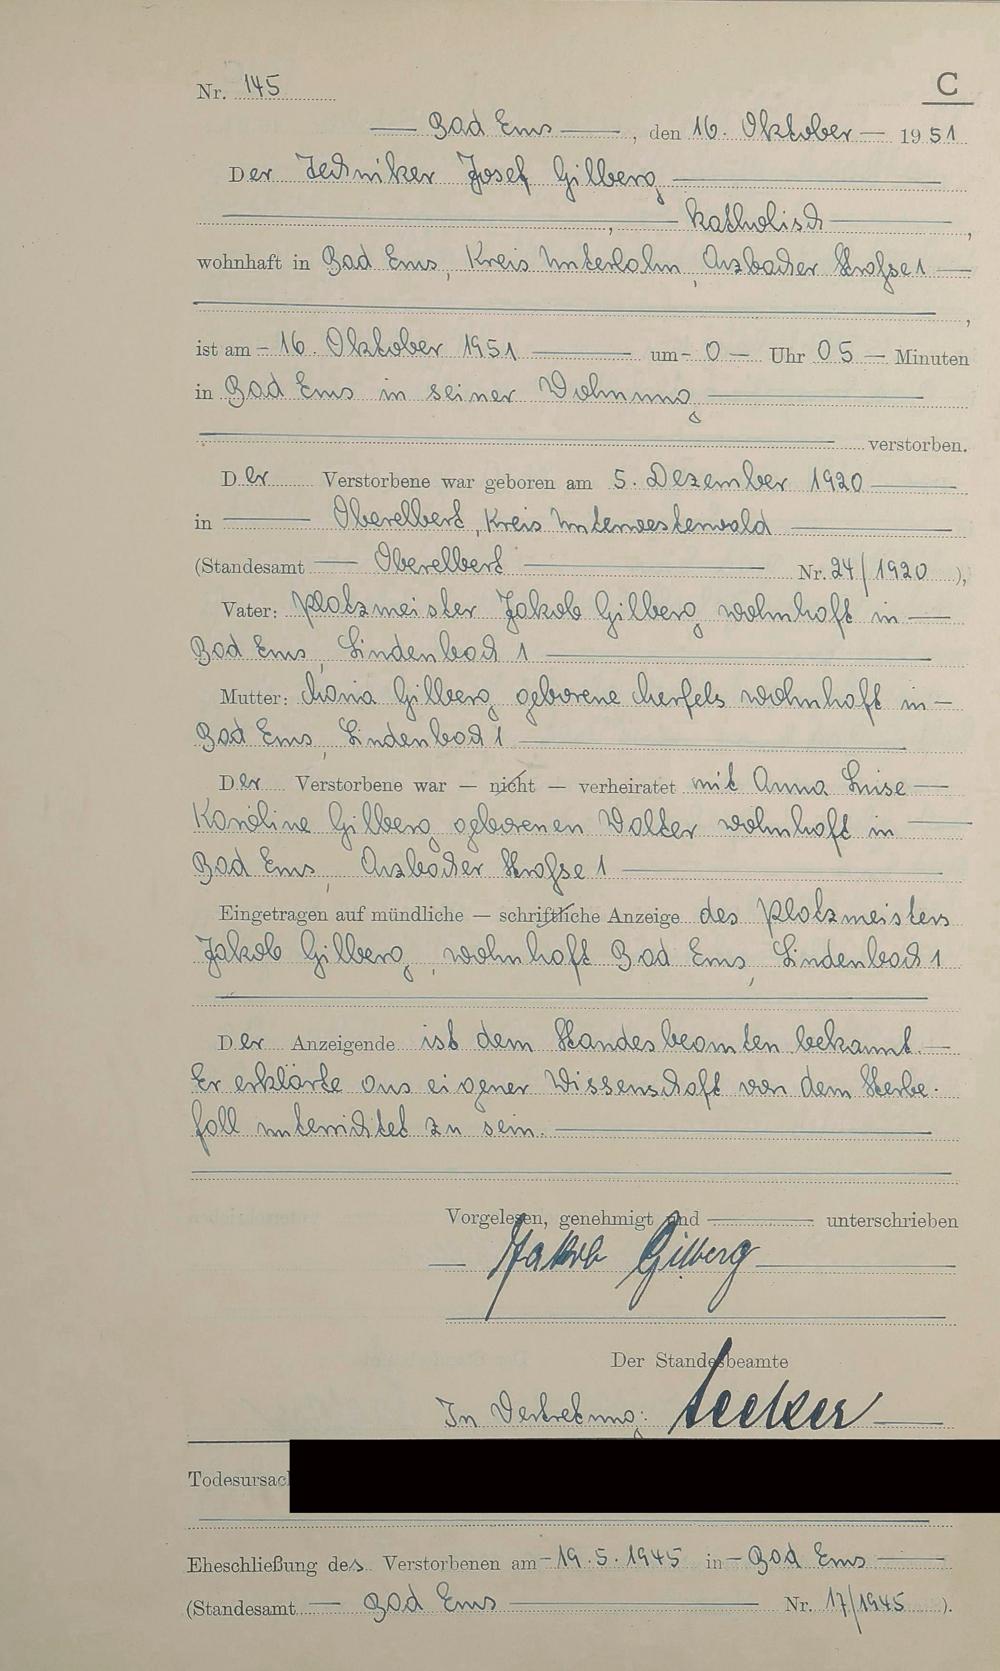 Nr. 145
C
Bad Ems, den 16. Oktober 1951
Der Techniker Josef Gilberg
, katholisch,
wohnhaft in Bad Ems, Kreis Unterlahn, Arzbacher Straße 1
,
ist am 16. Oktober 1951 um 0 Uhr 05 Minuten
in Bad Ems in seiner Wohnung
verstorben.
Der Verstorbene war geboren am 5. Dezember 1920
in Oberelbert, Kreis Unterwesterwald
(Standesamt Oberelbert Nr. 24/1920),
Vater: Platzmeister Jakob Gilberg wohnhaft in
Bad Ems, Lindenbach 1
Mutter: Maria Gilberg geborene Merfels wohnhaft in
Bad Ems, Lindenbach 1
Der Verstorbene war — nicht — verheiratet mit Anna Luise
Karoline Gilberg geborenen Walter wohnhaft in
Bad Ems, Arzbacher Straße 1
Eingetragen auf mündliche — schriftliche Anzeige des Platzmeisters
Jakob Gilberg, wohnhaft Bad Ems, Lindenbach 1
Der Anzeigende ist dem Standesbeamten bekannt.
Er erklärte aus eigener Wissenschaft von dem Sterbe-
fall unterrichtet zu sein.
Vorgelesen, genehmigt und unterschrieben
Jakob Gilberg
Der Standesbeamte
In Vertretung:
Todesursac
Eheschließung des Verstorbenen am 19.5.1945 in Bad Ems
(Standesamt Bad Ems Nr. 17/1945).